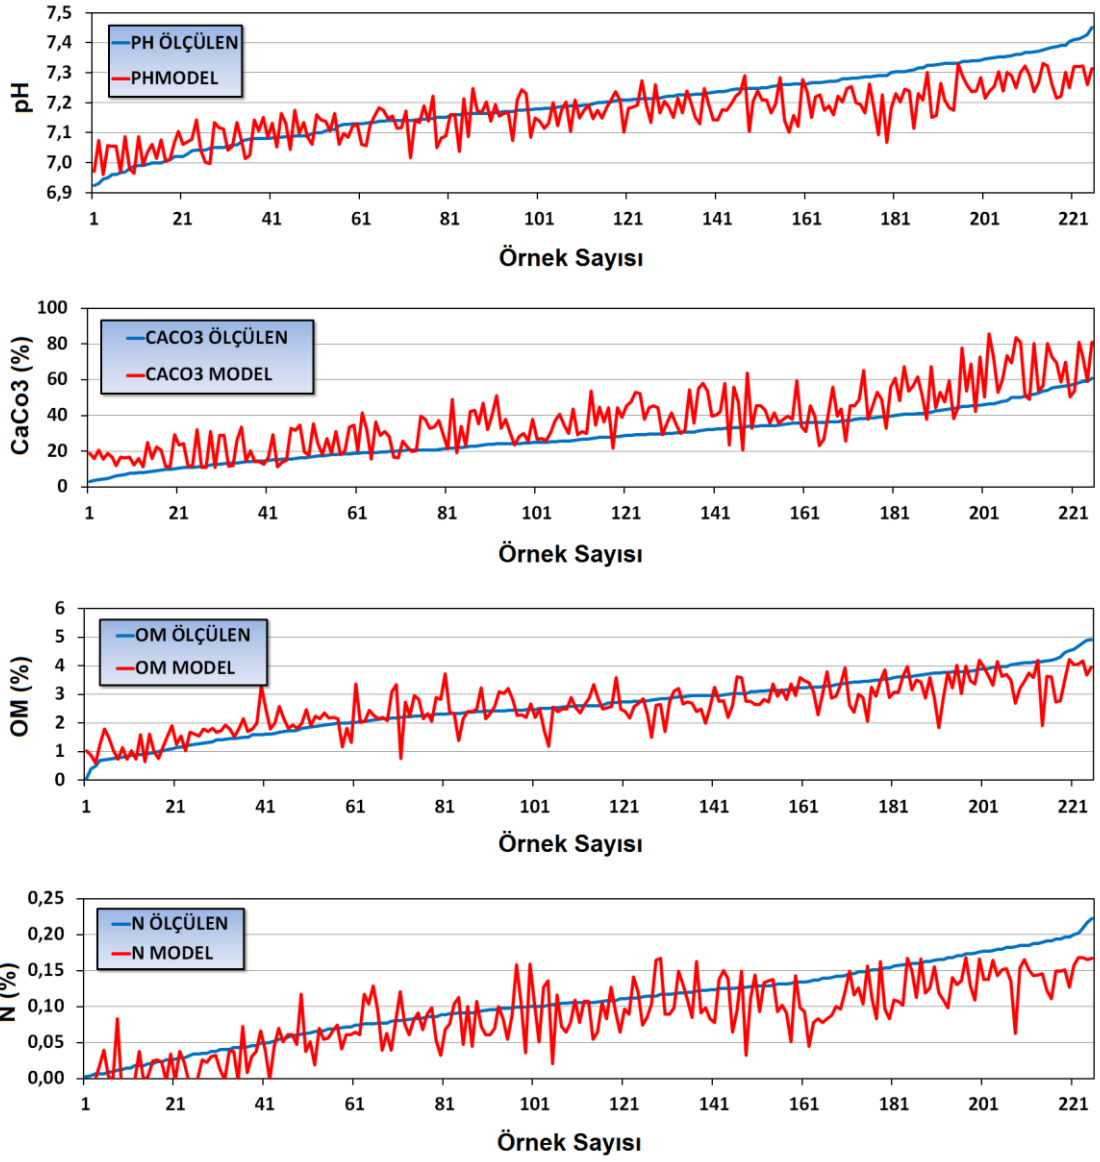 7,5
7,4
7,3
7,2
7,1
7,0
6,9
pH
PH ÖLÇÜLEN
PHMODEL
1 21 41 61 81 101 121 141 161 181 201 221
Örnek Sayısı
100
80
60
40
20
0
CaCo3 (%)
CACO3 ÖLÇÜLEN
CACO3 MODEL
1 21 41 61 81 101 121 141 161 181 201 221
Örnek Sayısı
6
5
4
3
2
1
0
OM (%)
OM ÖLÇÜLEN
OM MODEL
1 21 41 61 81 101 121 141 161 181 201 221
Örnek Sayısı
0,25
0,20
0,15
0,10
0,05
0,00
N (%)
N ÖLÇÜLEN
N MODEL
1 21 41 61 81 101 121 141 161 181 201 221
Örnek Sayısı